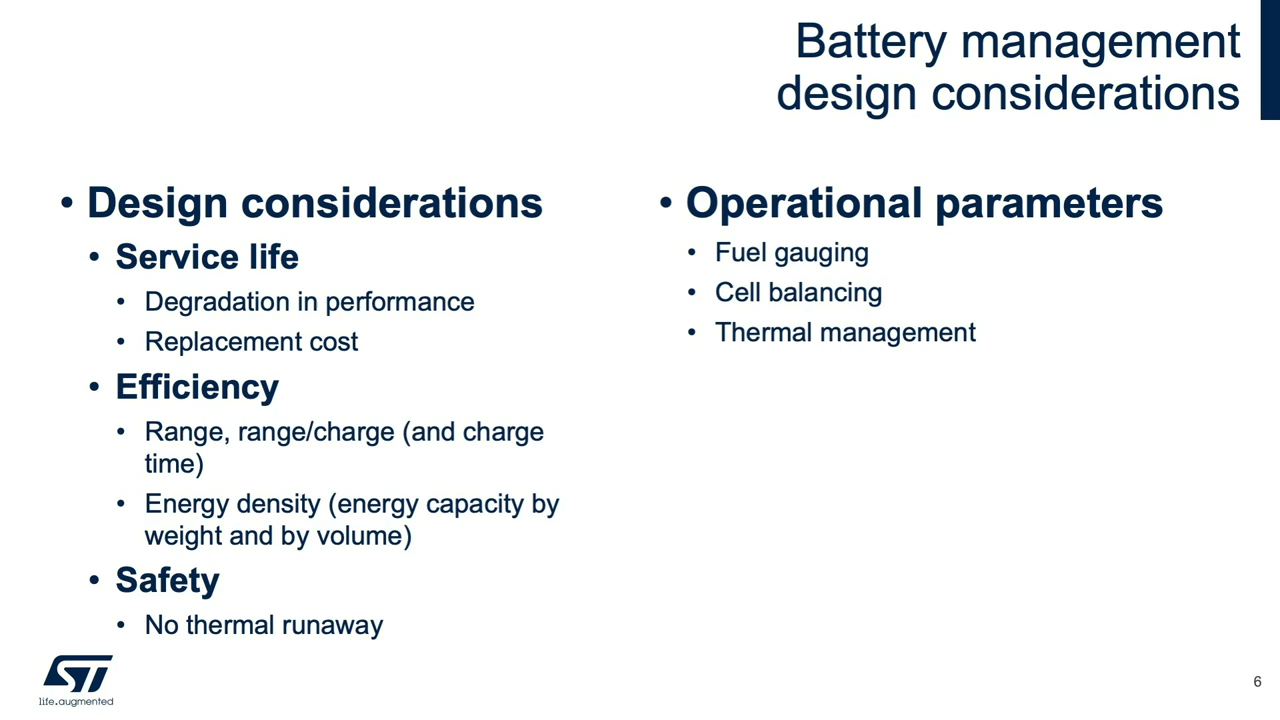 Battery management
design considerations
• Design considerations
• Service life
• Degradation in performance
• Replacement cost
• Efficiency
• Range, range/charge (and charge
time)
• Energy density (energy capacity by
weight and by volume)
• Safety
• No thermal runaway
• Operational parameters
• Fuel gauging
• Cell balancing
• Thermal management
ST
life.augmented
6